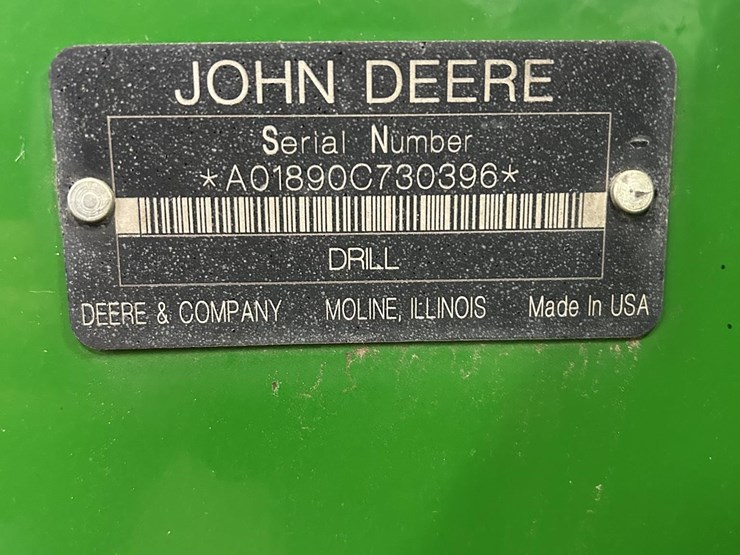 JOHN DEERE
Serial Number
*A01890C730396*
DRILL
DEERE & COMPANY MOLINE, ILLINOIS Made In USA